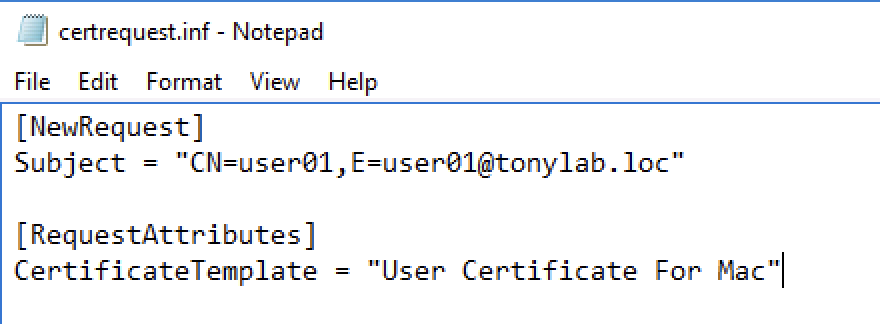 certrequest.inf - Notepad
File Edit Format View Help
[NewRequest]
Subject = "CN=user01,E=user01@tonylab.loc"
[RequestAttributes]
CertificateTemplate = "User Certificate For Mac"